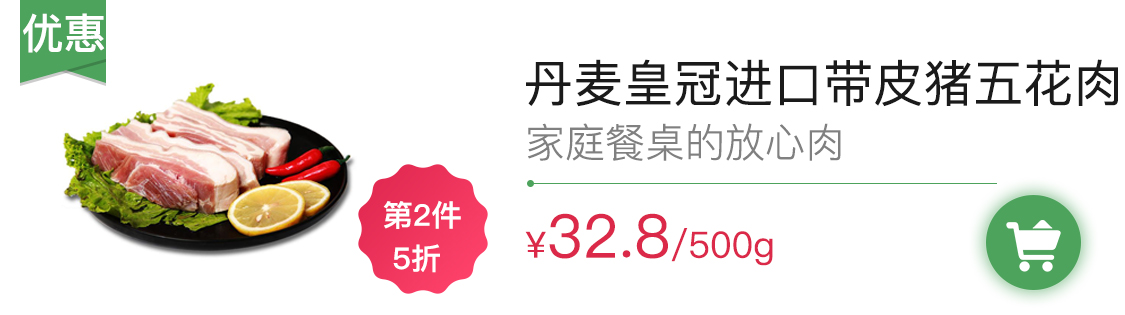 优惠
丹麦皇冠进口带皮猪五花肉
家庭餐桌的放心肉
第2件
5折
¥32.8/500g